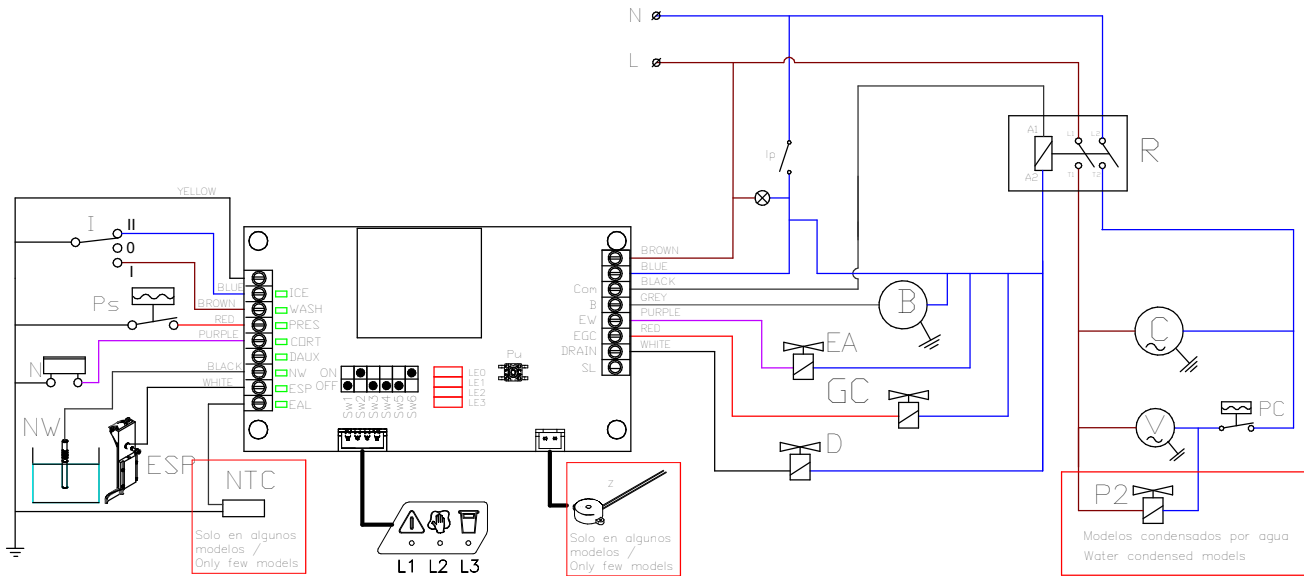 N
L
Ip
A1
L1
L2
R
A2
T1
T2
YELLOW
I
II
0
I
BLUE
ICE
Ps
BROWN
WASH
RED
PRES
PURPLE
CORT
DAUX
N
BLACK
NW
WHITE
ESP
EAL
ON
OFF
Sw1
Sw2
Sw3
Sw4
Sw5
Sw6
LE0
LE1
LE2
LE3
Pu
BROWN
BLUE
Com
BLACK
B
GREY
EW
PURPLE
EGC
RED
DRAIN
WHITE
SL
B
EA
GC
D
C
V
PC
P2
Modelos condensados por agua
Water condensed models
NW
ESP
NTC
Solo en algunos
modelos /
Only few models
L1 L2 L3
Z
Solo en algunos
modelos /
Only few models